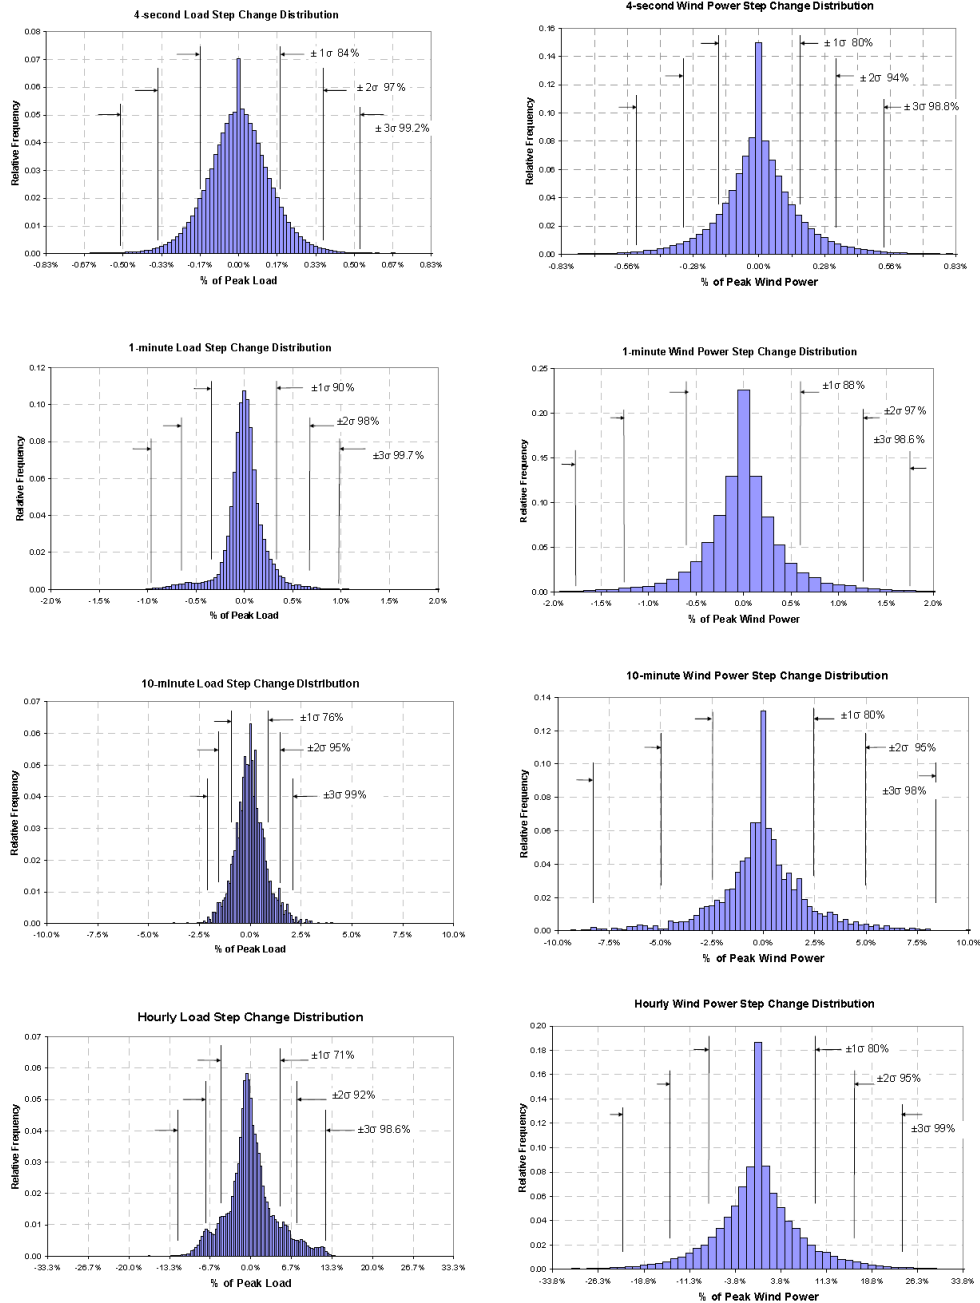 4-second Load Step Change Distribution
Relative Frequency
0.08
0.07
0.06
0.05
0.04
0.03
0.02
0.01
0.00
± 1σ 84%
± 2σ 97%
± 3σ 99.2%
-0.83% -0.67% -0.50% -0.33% -0.17% 0.00% 0.17% 0.33% 0.50% 0.67% 0.83%
% of Peak Load
4-second Wind Power Step Change Distribution
Relative Frequency
0.16
0.14
0.12
0.10
0.08
0.06
0.04
0.02
0.00
± 1σ 80%
± 2σ 94%
± 3σ 98.8%
-0.83% -0.56% -0.28% 0.00% 0.28% 0.56% 0.83%
% of Peak Wind Power
1-minute Load Step Change Distribution
Relative Frequency
0.12
0.10
0.08
0.06
0.04
0.02
0.00
±1σ 90%
±2σ 98%
±3σ 99.7%
-2.0% -1.5% -1.0% -0.5% 0.0% 0.5% 1.0% 1.5% 2.0%
% of Peak Load
1-minute Wind Power Step Change Distribution
Relative Frequency
0.25
0.20
0.15
0.10
0.05
0.00
±1σ 88%
±2σ 97%
±3σ 98.6%
-2.0% -1.5% -1.0% -0.5% 0.0% 0.5% 1.0% 1.5% 2.0%
% of Peak Wind Power
10-minute Load Step Change Distribution
Relative Frequency
0.07
0.06
0.05
0.04
0.03
0.02
0.01
0.00
±1σ 76%
±2σ 95%
±3σ 99%
-10.0% -7.5% -5.0% -2.5% 0.0% 2.5% 5.0% 7.5% 10.0%
% of Peak Load
10-minute Wind Power Step Change Distribution
Relative Frequency
0.14
0.12
0.10
0.08
0.06
0.04
0.02
0.00
±1σ 80%
±2σ 95%
±3σ 98%
-10.0% -7.5% -5.0% -2.5% 0.0% 2.5% 5.0% 7.5% 10.0%
% of Peak Wind Power
Hourly Load Step Change Distribution
Relative Frequency
0.07
0.06
0.05
0.04
0.03
0.02
0.01
0.00
±1σ 71%
±2σ 92%
±3σ 98.6%
-33.3% -26.7% -20.0% -13.3% -6.7% 0.0% 6.7% 13.3% 20.0% 26.7% 33.3%
% of Peak Load
Hourly Wind Power Step Change Distribution
Relative Frequency
0.20
0.18
0.16
0.14
0.12
0.10
0.08
0.06
0.04
0.02
0.00
±1σ 80%
±2σ 95%
±3σ 99%
-33.8% -26.3% -18.8% -11.3% -3.8% 3.8% 11.3% 18.8% 26.3% 33.8%
% of Peak Wind Power